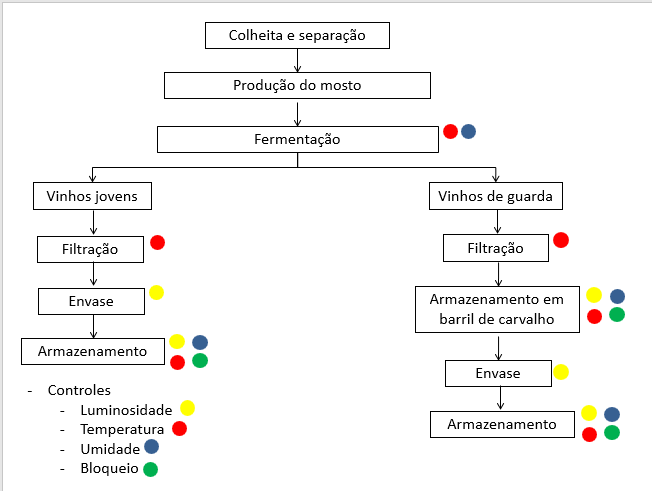 Colheita e separação
Produção do mosto
Fermentação
Vinhos jovens
Filtração
Envase
Armazenamento
Vinhos de guarda
Filtração
Armazenamento em
barril de carvalho
Envase
Armazenamento
- Controles
- Luminosidade
- Temperatura
- Umidade
- Bloqueio